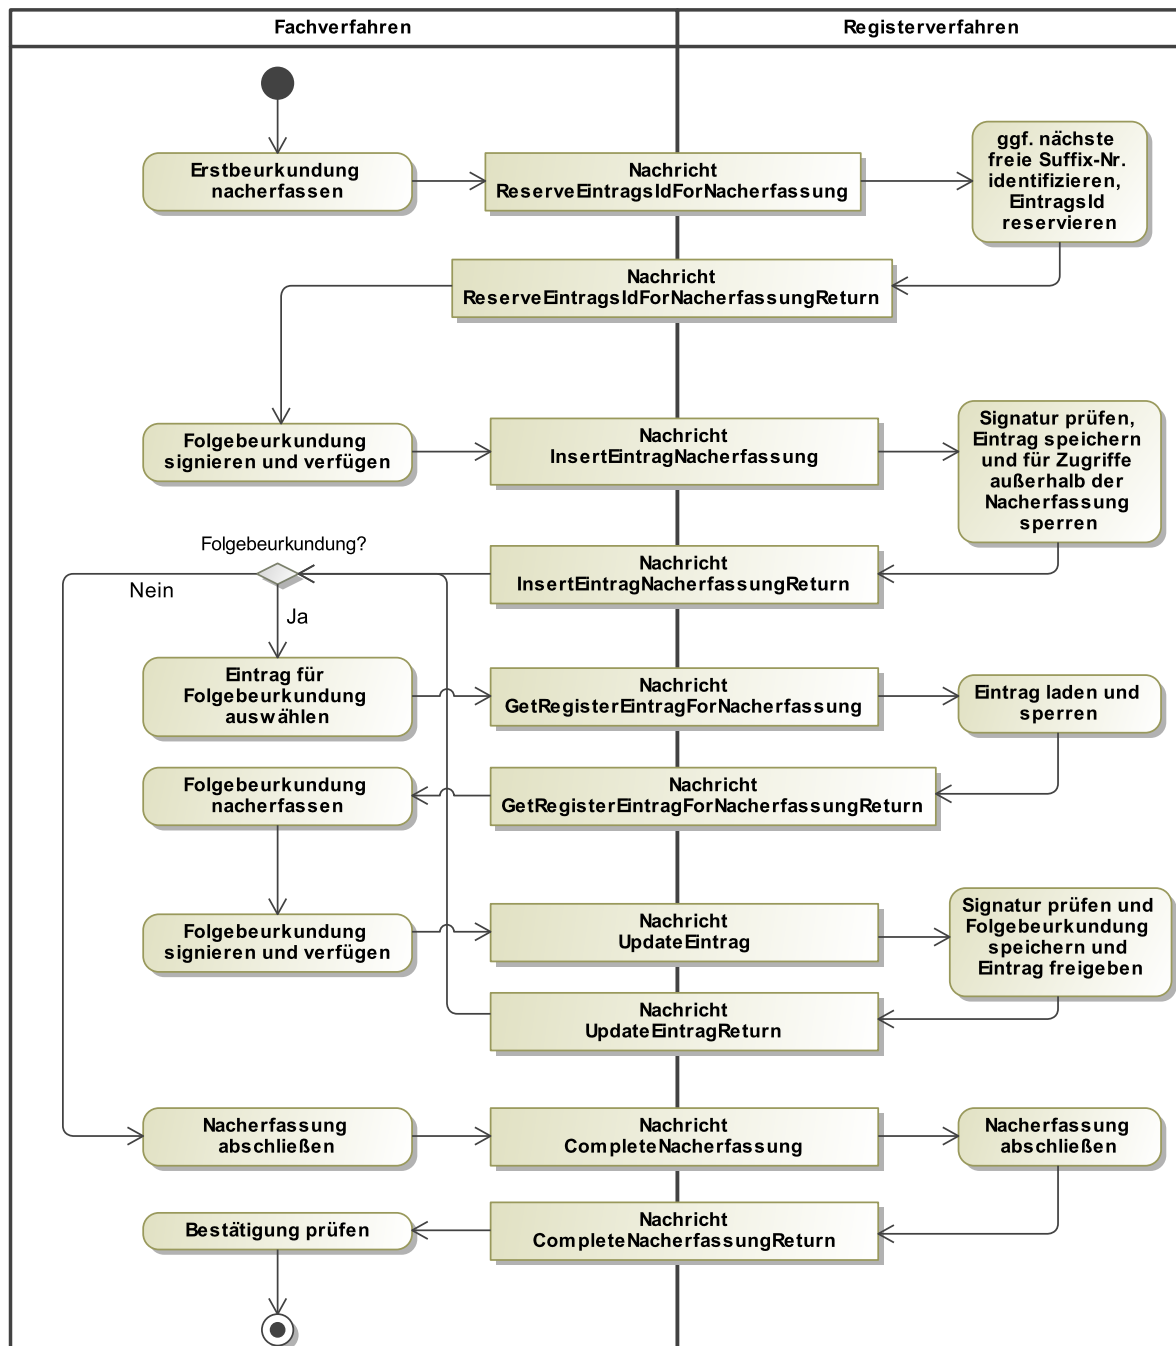 Fachverfahren
Registerverfahren
Erstbeurkundung
nacherfassen
Nachricht
ReserveEintragsIdForNacherfassung
ggf. nächste
freie Suffix-Nr.
identifizieren,
EintragsId
reservieren
Nachricht
ReserveEintragsIdForNacherfassungReturn
Folgebeurkundung
signieren und verfügen
Nachricht
InsertEintragNacherfassung
Signatur prüfen,
Eintrag speichern
und für Zugriffe
außerhalb der
Nacherfassung
sperren
Folgebeurkundung?
Nein
Ja
Nachricht
InsertEintragNacherfassungReturn
Eintrag für
Folgebeurkundung
auswählen
Nachricht
GetRegisterEintragForNacherfassung
Eintrag laden und
sperren
Folgebeurkundung
nacherfassen
Nachricht
GetRegisterEintragForNacherfassungReturn
Folgebeurkundung
signieren und verfügen
Nachricht
UpdateEintrag
Signatur prüfen und
Folgebeurkundung
speichern und
Eintrag freigeben
Nachricht
UpdateEintragReturn
Nacherfassung
abschließen
Nachricht
CompleteNacherfassung
Nacherfassung
abschließen
Bestätigung prüfen
Nachricht
CompleteNacherfassungReturn